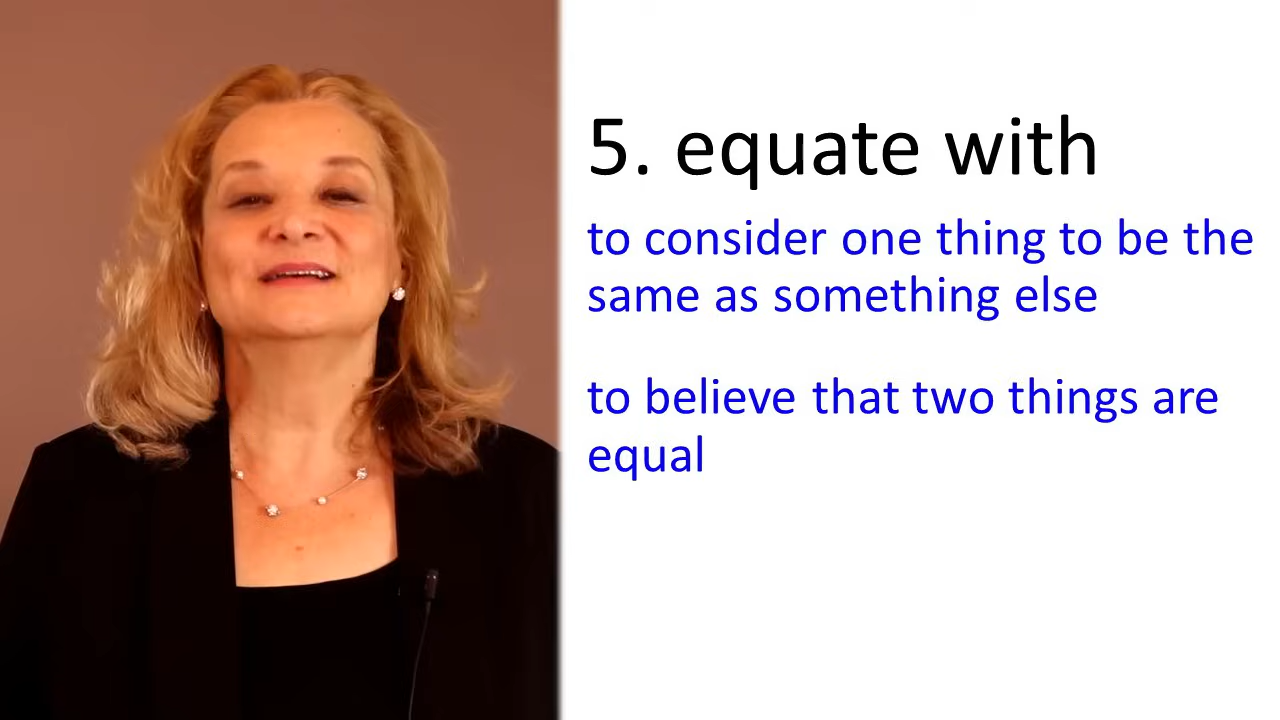 5. equate with
to consider one thing to be the
same as something else
to believe that two things are
equal